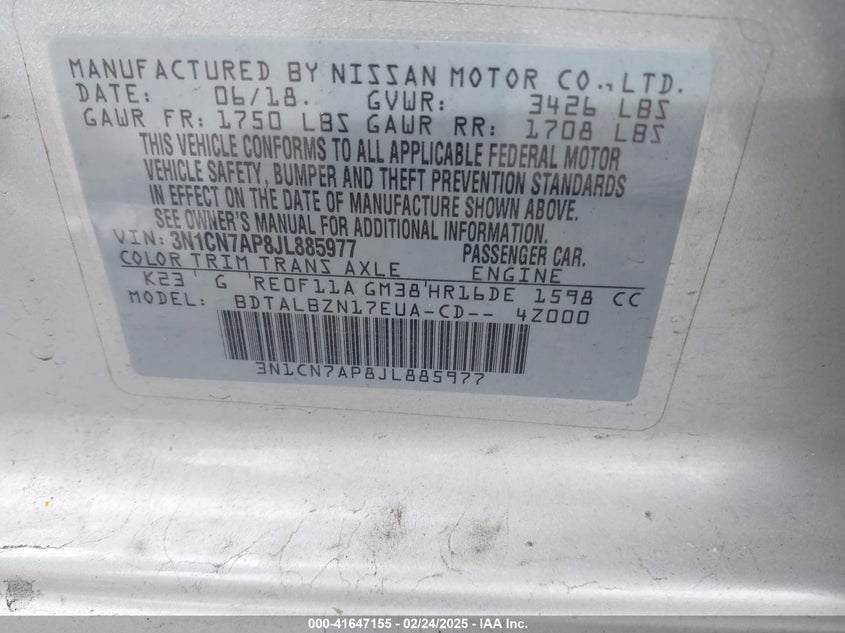 MANUFACTURED BY NISSAN MOTOR CO., LTD.
DATE: 06/18. GVWR: 3426 LBS
GAWR FR: 1750 LBS GAWR RR: 1708 LBS
THIS VEHICLE CONFORMS TO ALL APPLICABLE FEDERAL MOTOR
VEHICLE SAFETY, BUMPER AND THEFT PREVENTION STANDARDS
IN EFFECT ON THE DATE OF MANUFACTURE SHOWN ABOVE.
SEE OWNER'S MANUAL FOR ADDITIONAL INFORMATION.
VIN: 3N1CN7AP8JL885977 PASSENGER CAR.
COLOR TRIM TRANS AXLE ENGINE
K23 ' G 'RE0F11A GM38'HR16DE 1598 CC
MODEL: BDTALBZN17EUA-CD-- 4Z000
3N1CN7AP8JL885977
000-41647155 - 02/24/2025 - IAA Inc.